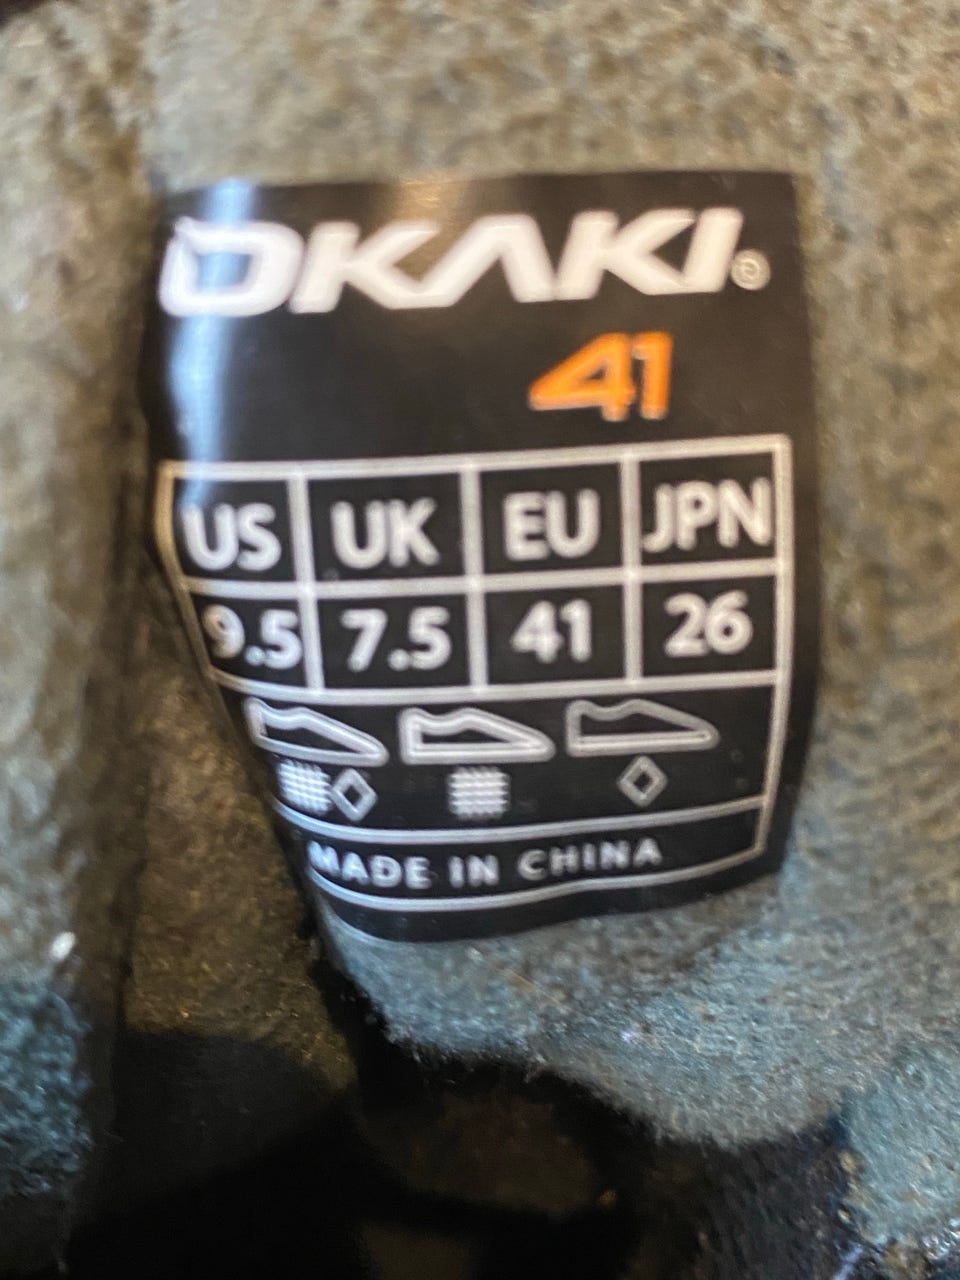 OKAKI®
41
US UK EU JPN
9.5 7.5 41 26
MADE IN CHINA